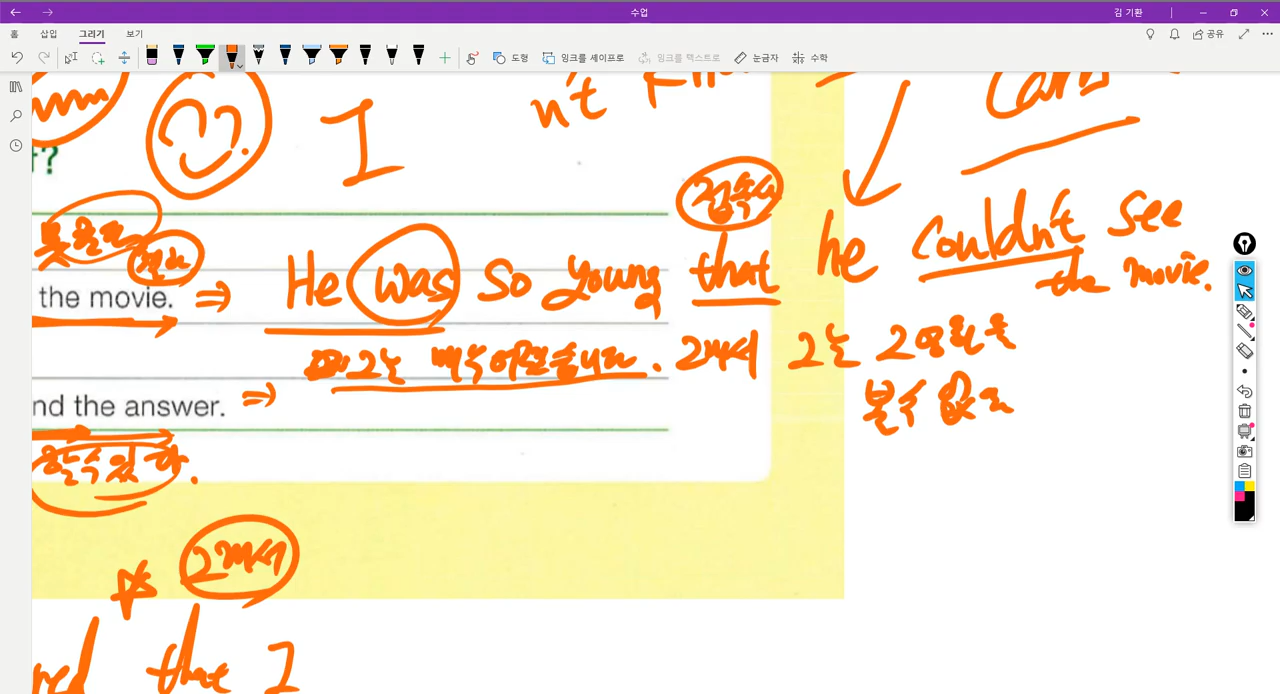 수업
김 기환
홈 삽입 그리기 보기
공유
도형 잉크를 셰이프로 잉크를 텍스트로 눈금자 수학
n't
I
?
접속사
he couldn't see
the movie.
He was so young that
the movie. ⇒
그는 매우 어렸습니다. 그래서 그는 그 영화를
볼 수 없
nd the answer. ⇒
할 수 있다.
그래서
that I